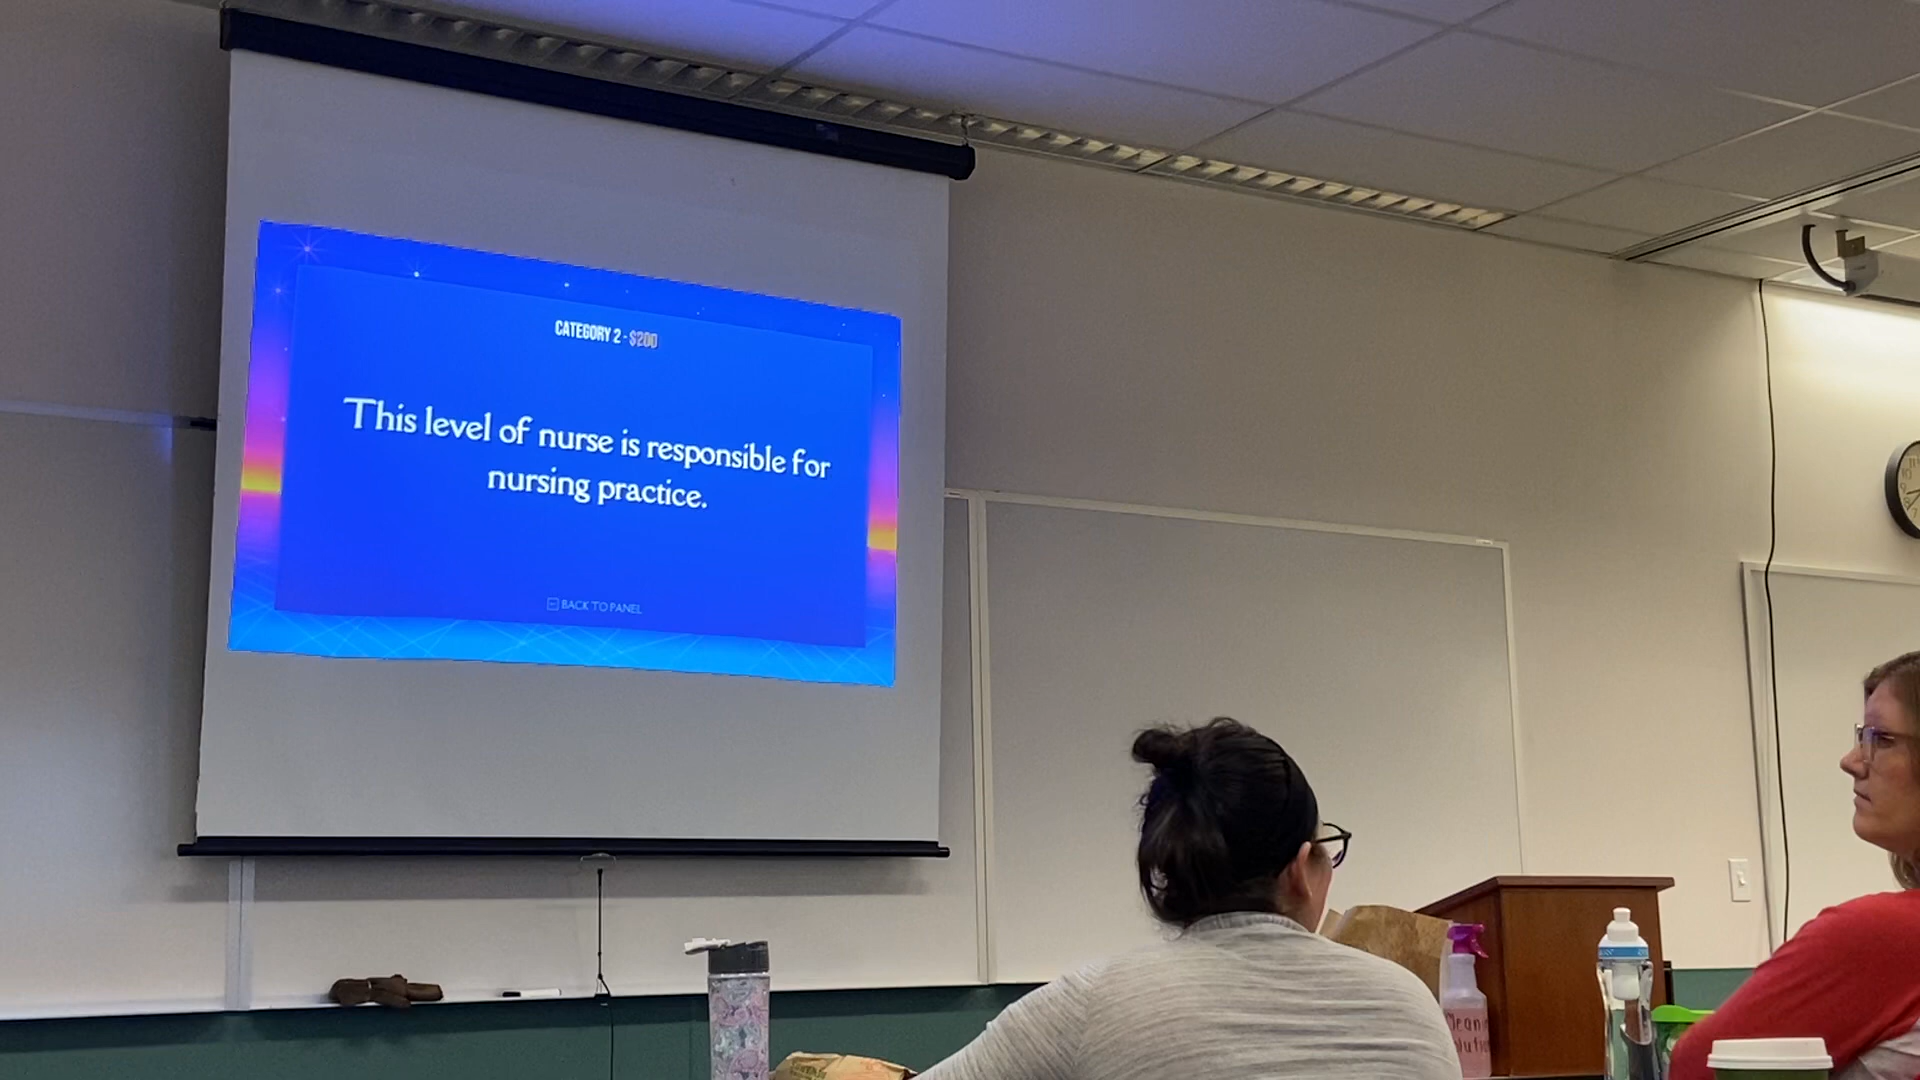 CATEGORY 2 - $200
This level of nurse is responsible for
nursing practice.
BACK TO PANEL